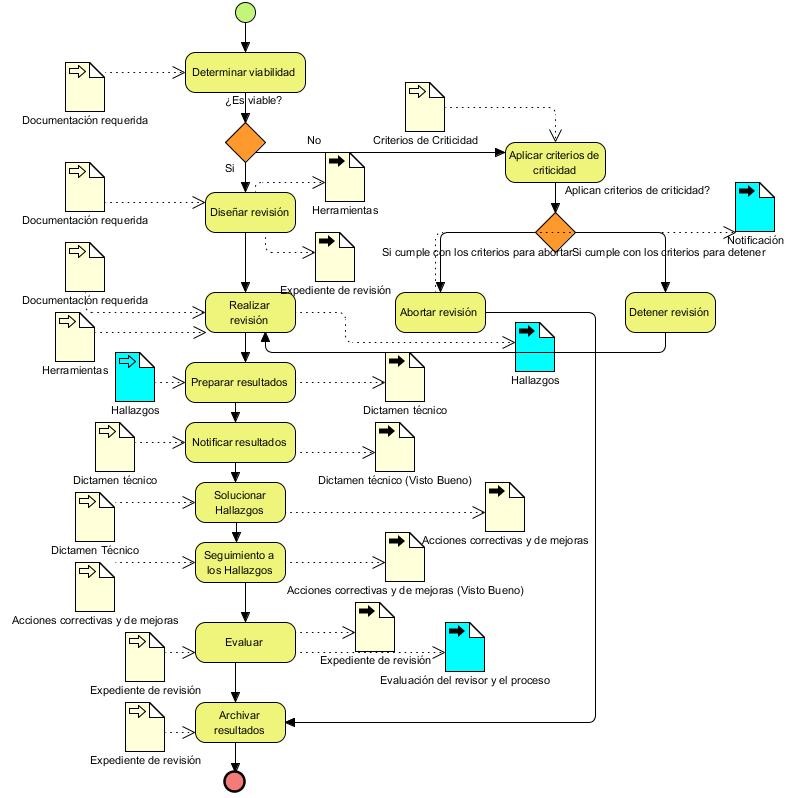 Determinar viabilidad
Documentación requerida
¿Es viable?
No
Criterios de Criticidad
Aplicar criterios de
criticidad
Si
Aplican criterios de criticidad?
Documentación requerida
Diseñar revisión
Herramientas
Notificación
Si cumple con los criterios para abortar
Si cumple con los criterios para detener
Expediente de revisión
Documentación requerida
Realizar
revisión
Abortar revisión
Detener revisión
Herramientas
Hallazgos
Preparar resultados
Hallazgos
Dictamen técnico
Notificar resultados
Dictamen técnico
Dictamen técnico (Visto Bueno)
Solucionar
Hallazgos
Dictamen Técnico
Acciones correctivas y de mejoras
Seguimiento a
los Hallazgos
Acciones correctivas y de mejoras (Visto Bueno)
Acciones correctivas y de mejoras
Evaluar
Expediente de revisión
Expediente de revisión
Evaluación del revisor y el proceso
Archivar
resultados
Expediente de revisión